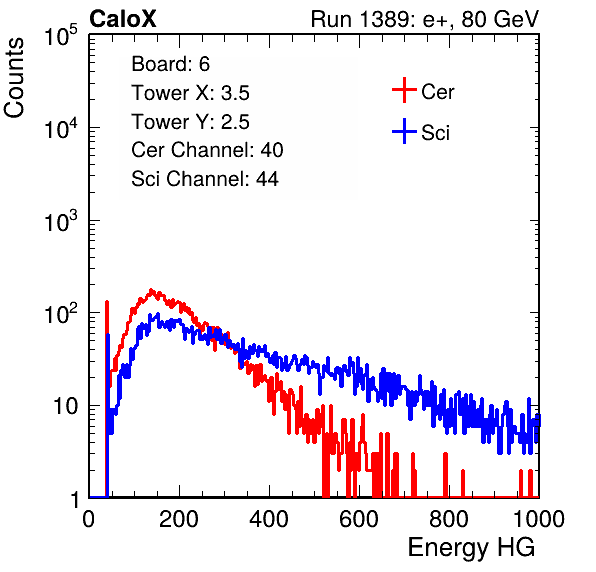 CaloX Run 1389: e+, 80 GeV
Board: 6
Tower X: 3.5
Tower Y: 2.5
Cer Channel: 40
Sci Channel: 44
Cer
Sci
Counts
10^5
10^4
10^3
10^2
10
1
0 200 400 600 800 1000
Energy HG